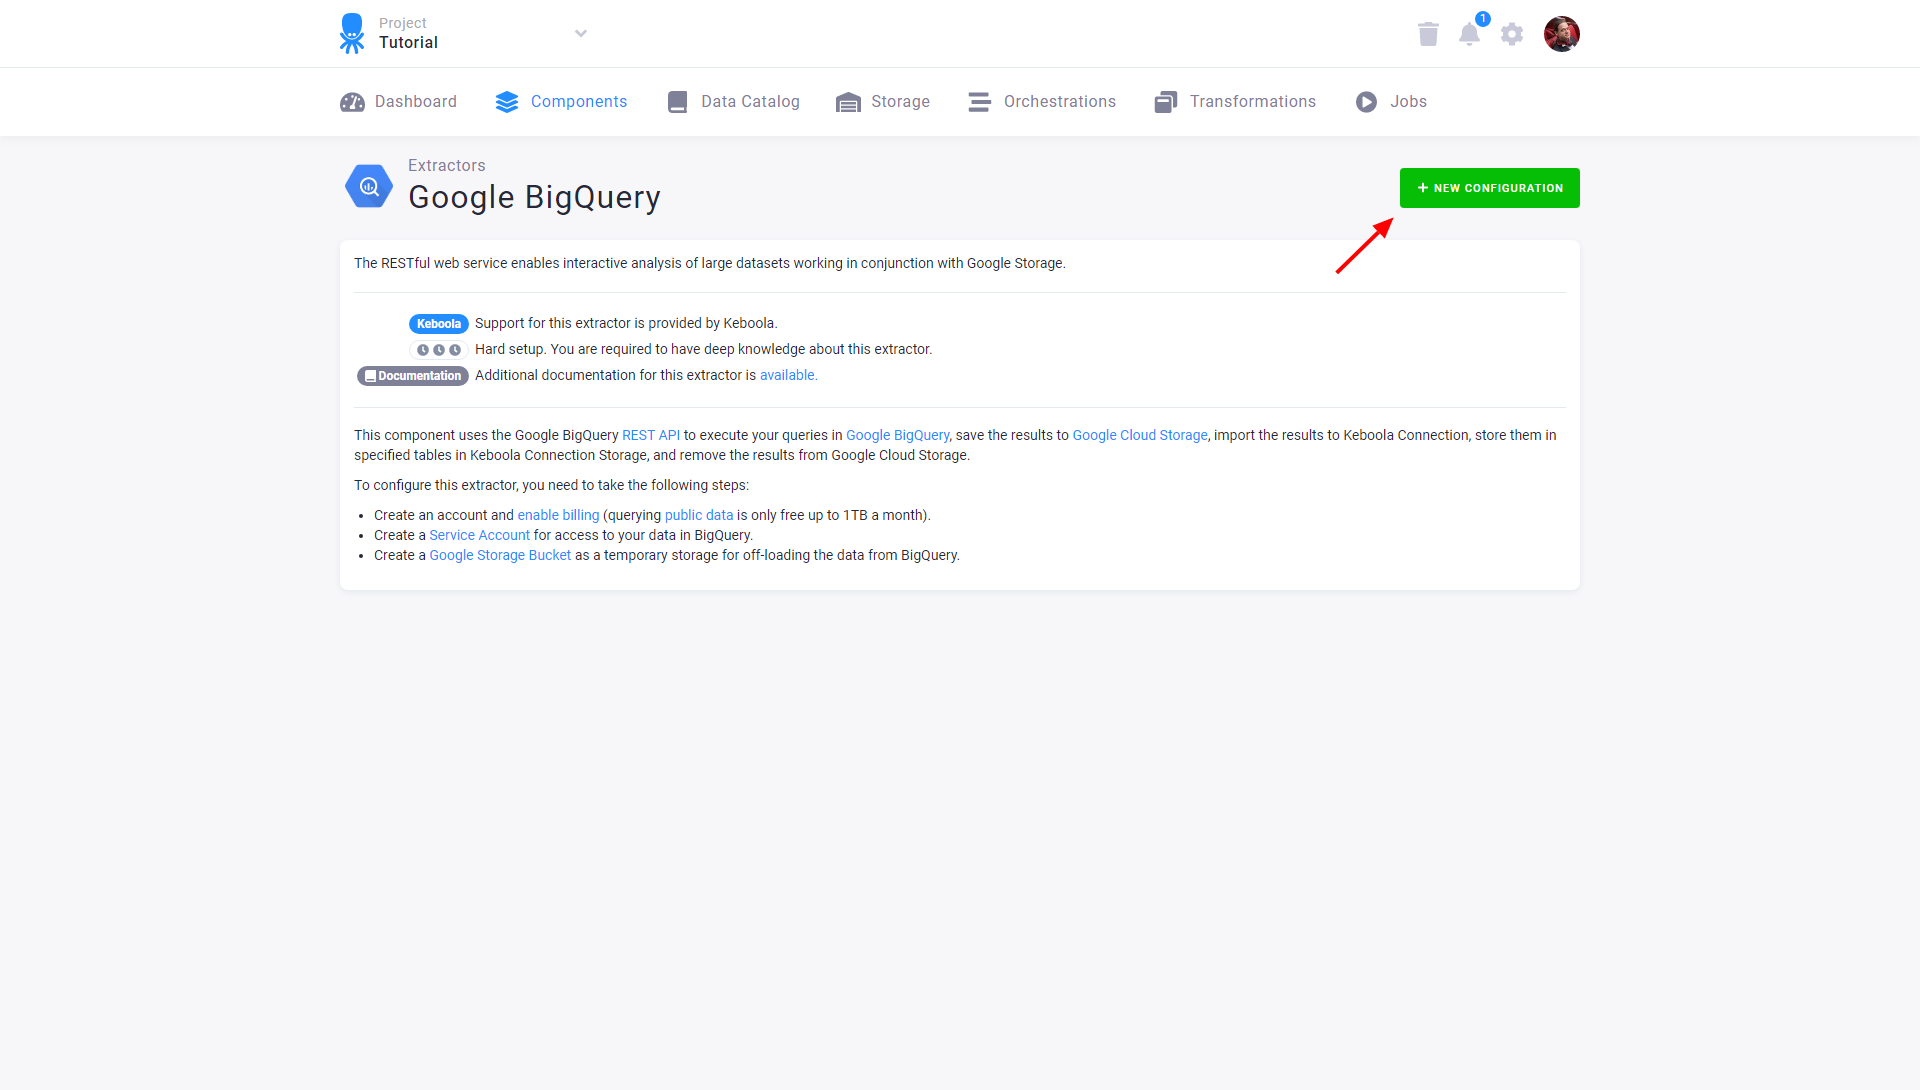 Project
Tutorial
1
Dashboard
Components
Data Catalog
Storage
Orchestrations
Transformations
Jobs
Extractors
Google BigQuery
+ NEW CONFIGURATION
The RESTful web service enables interactive analysis of large datasets working in conjunction with Google Storage.
Keboola Support for this extractor is provided by Keboola.
Hard setup. You are required to have deep knowledge about this extractor.
Documentation Additional documentation for this extractor is available.
This component uses the Google BigQuery REST API to execute your queries in Google BigQuery, save the results to Google Cloud Storage, import the results to Keboola Connection, store them in
specified tables in Keboola Connection Storage, and remove the results from Google Cloud Storage.
To configure this extractor, you need to take the following steps:
• Create an account and enable billing (querying public data is only free up to 1TB a month).
• Create a Service Account for access to your data in BigQuery.
• Create a Google Storage Bucket as a temporary storage for off-loading the data from BigQuery.